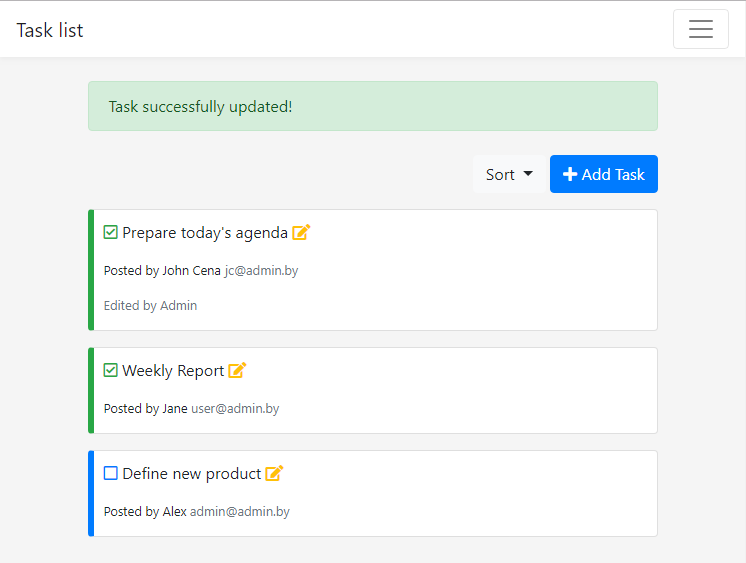 Task list
Task successfully updated!
Sort
Add Task
Prepare today's agenda
Posted by John Cena jc@admin.by
Edited by Admin
Weekly Report
Posted by Jane user@admin.by
Define new product
Posted by Alex admin@admin.by